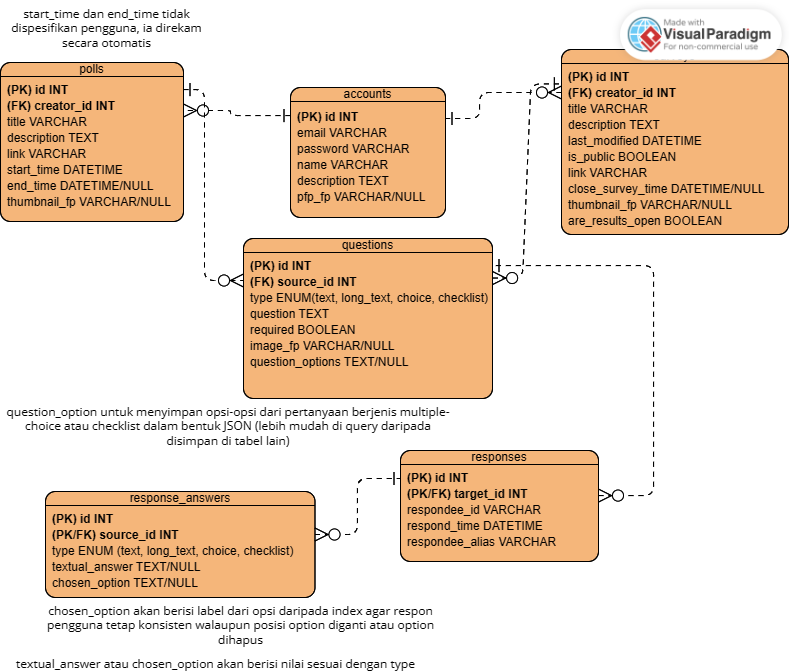 start_time dan end_time tidak
dispesifikan pengguna, ia direkam
secara otomatis
Made with
VisualParadigm
For non-commercial use
polls
(PK) id INT
(FK) creator_id INT
title VARCHAR
description TEXT
link VARCHAR
start_time DATETIME
end_time DATETIME/NULL
thumbnail_fp VARCHAR/NULL
accounts
(PK) id INT
email VARCHAR
password VARCHAR
name VARCHAR
description TEXT
pfp_fp VARCHAR/NULL
(PK) id INT
(FK) creator_id INT
title VARCHAR
description TEXT
last_modified DATETIME
is_public BOOLEAN
link VARCHAR
close_survey_time DATETIME/NULL
thumbnail_fp VARCHAR/NULL
are_results_open BOOLEAN
questions
(PK) id INT
(FK) source_id INT
type ENUM(text, long_text, choice, checklist)
question TEXT
required BOOLEAN
image_fp VARCHAR/NULL
question_options TEXT/NULL
question_option untuk menyimpan opsi-opsi dari pertanyaan berjenis multiple-
choice atau checklist dalam bentuk JSON (lebih mudah di query daripada
disimpan di tabel lain)
responses
(PK) id INT
(PK/FK) target_id INT
respondee_id VARCHAR
respond_time DATETIME
respondee_alias VARCHAR
response_answers
(PK) id INT
(PK/FK) source_id INT
type ENUM (text, long_text, choice, checklist)
textual_answer TEXT/NULL
chosen_option TEXT/NULL
chosen_option akan berisi label dari opsi daripada index agar respon
pengguna tetap konsisten walaupun posisi option diganti atau option
dihapus
textual_answer atau chosen_option akan berisi nilai sesuai dengan type